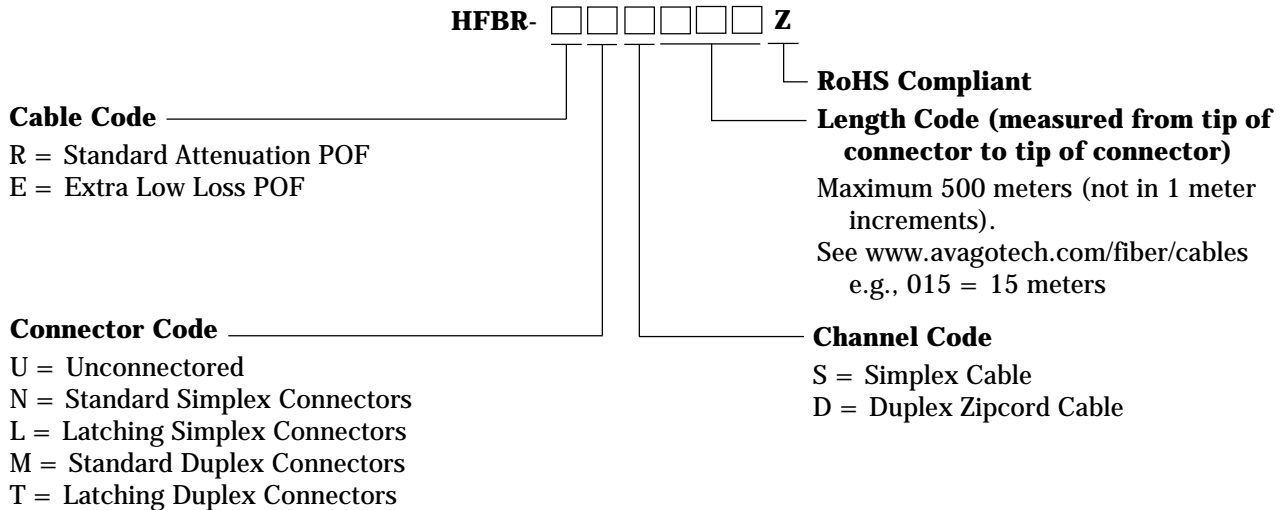 HFBR- Z
Cable Code
R = Standard Attenuation POF
E = Extra Low Loss POF
Connector Code
U = Unconnectored
N = Standard Simplex Connectors
L = Latching Simplex Connectors
M = Standard Duplex Connectors
T = Latching Duplex Connectors
RoHS Compliant
Length Code (measured from tip of
connector to tip of connector)
Maximum 500 meters (not in 1 meter
increments).
See www.avagotech.com/fiber/cables
e.g., 015 = 15 meters
Channel Code
S = Simplex Cable
D = Duplex Zipcord Cable